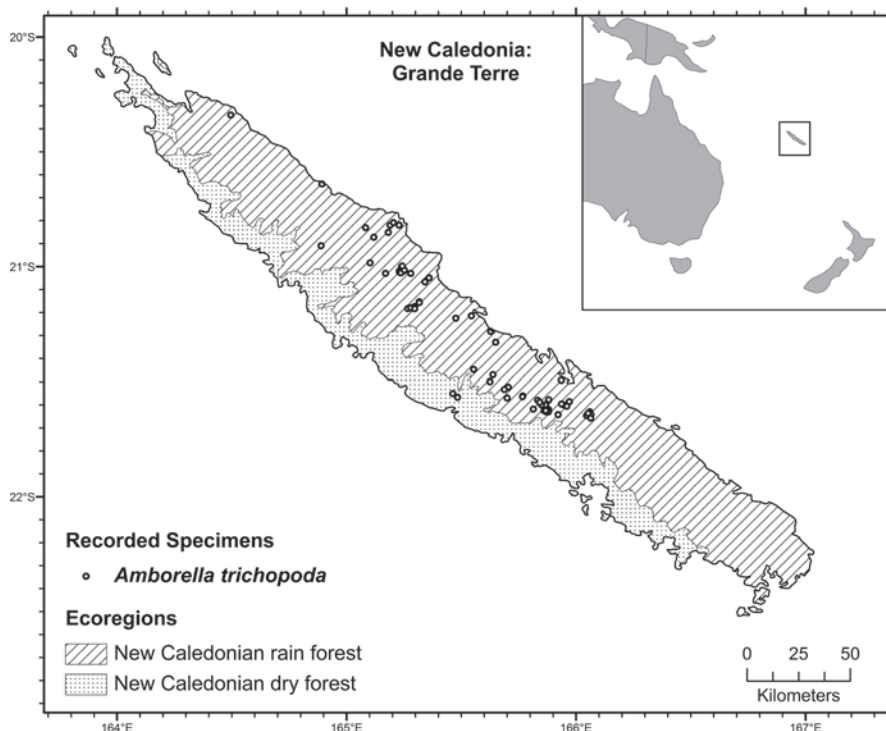 New Caledonia:
Grande Terre
20°S
21°S
22°S
Recorded Specimens
Amborella trichopoda
Ecoregions
New Caledonian rain forest
New Caledonian dry forest
0 25 50
Kilometers
164°E 165°E 166°E 167°E